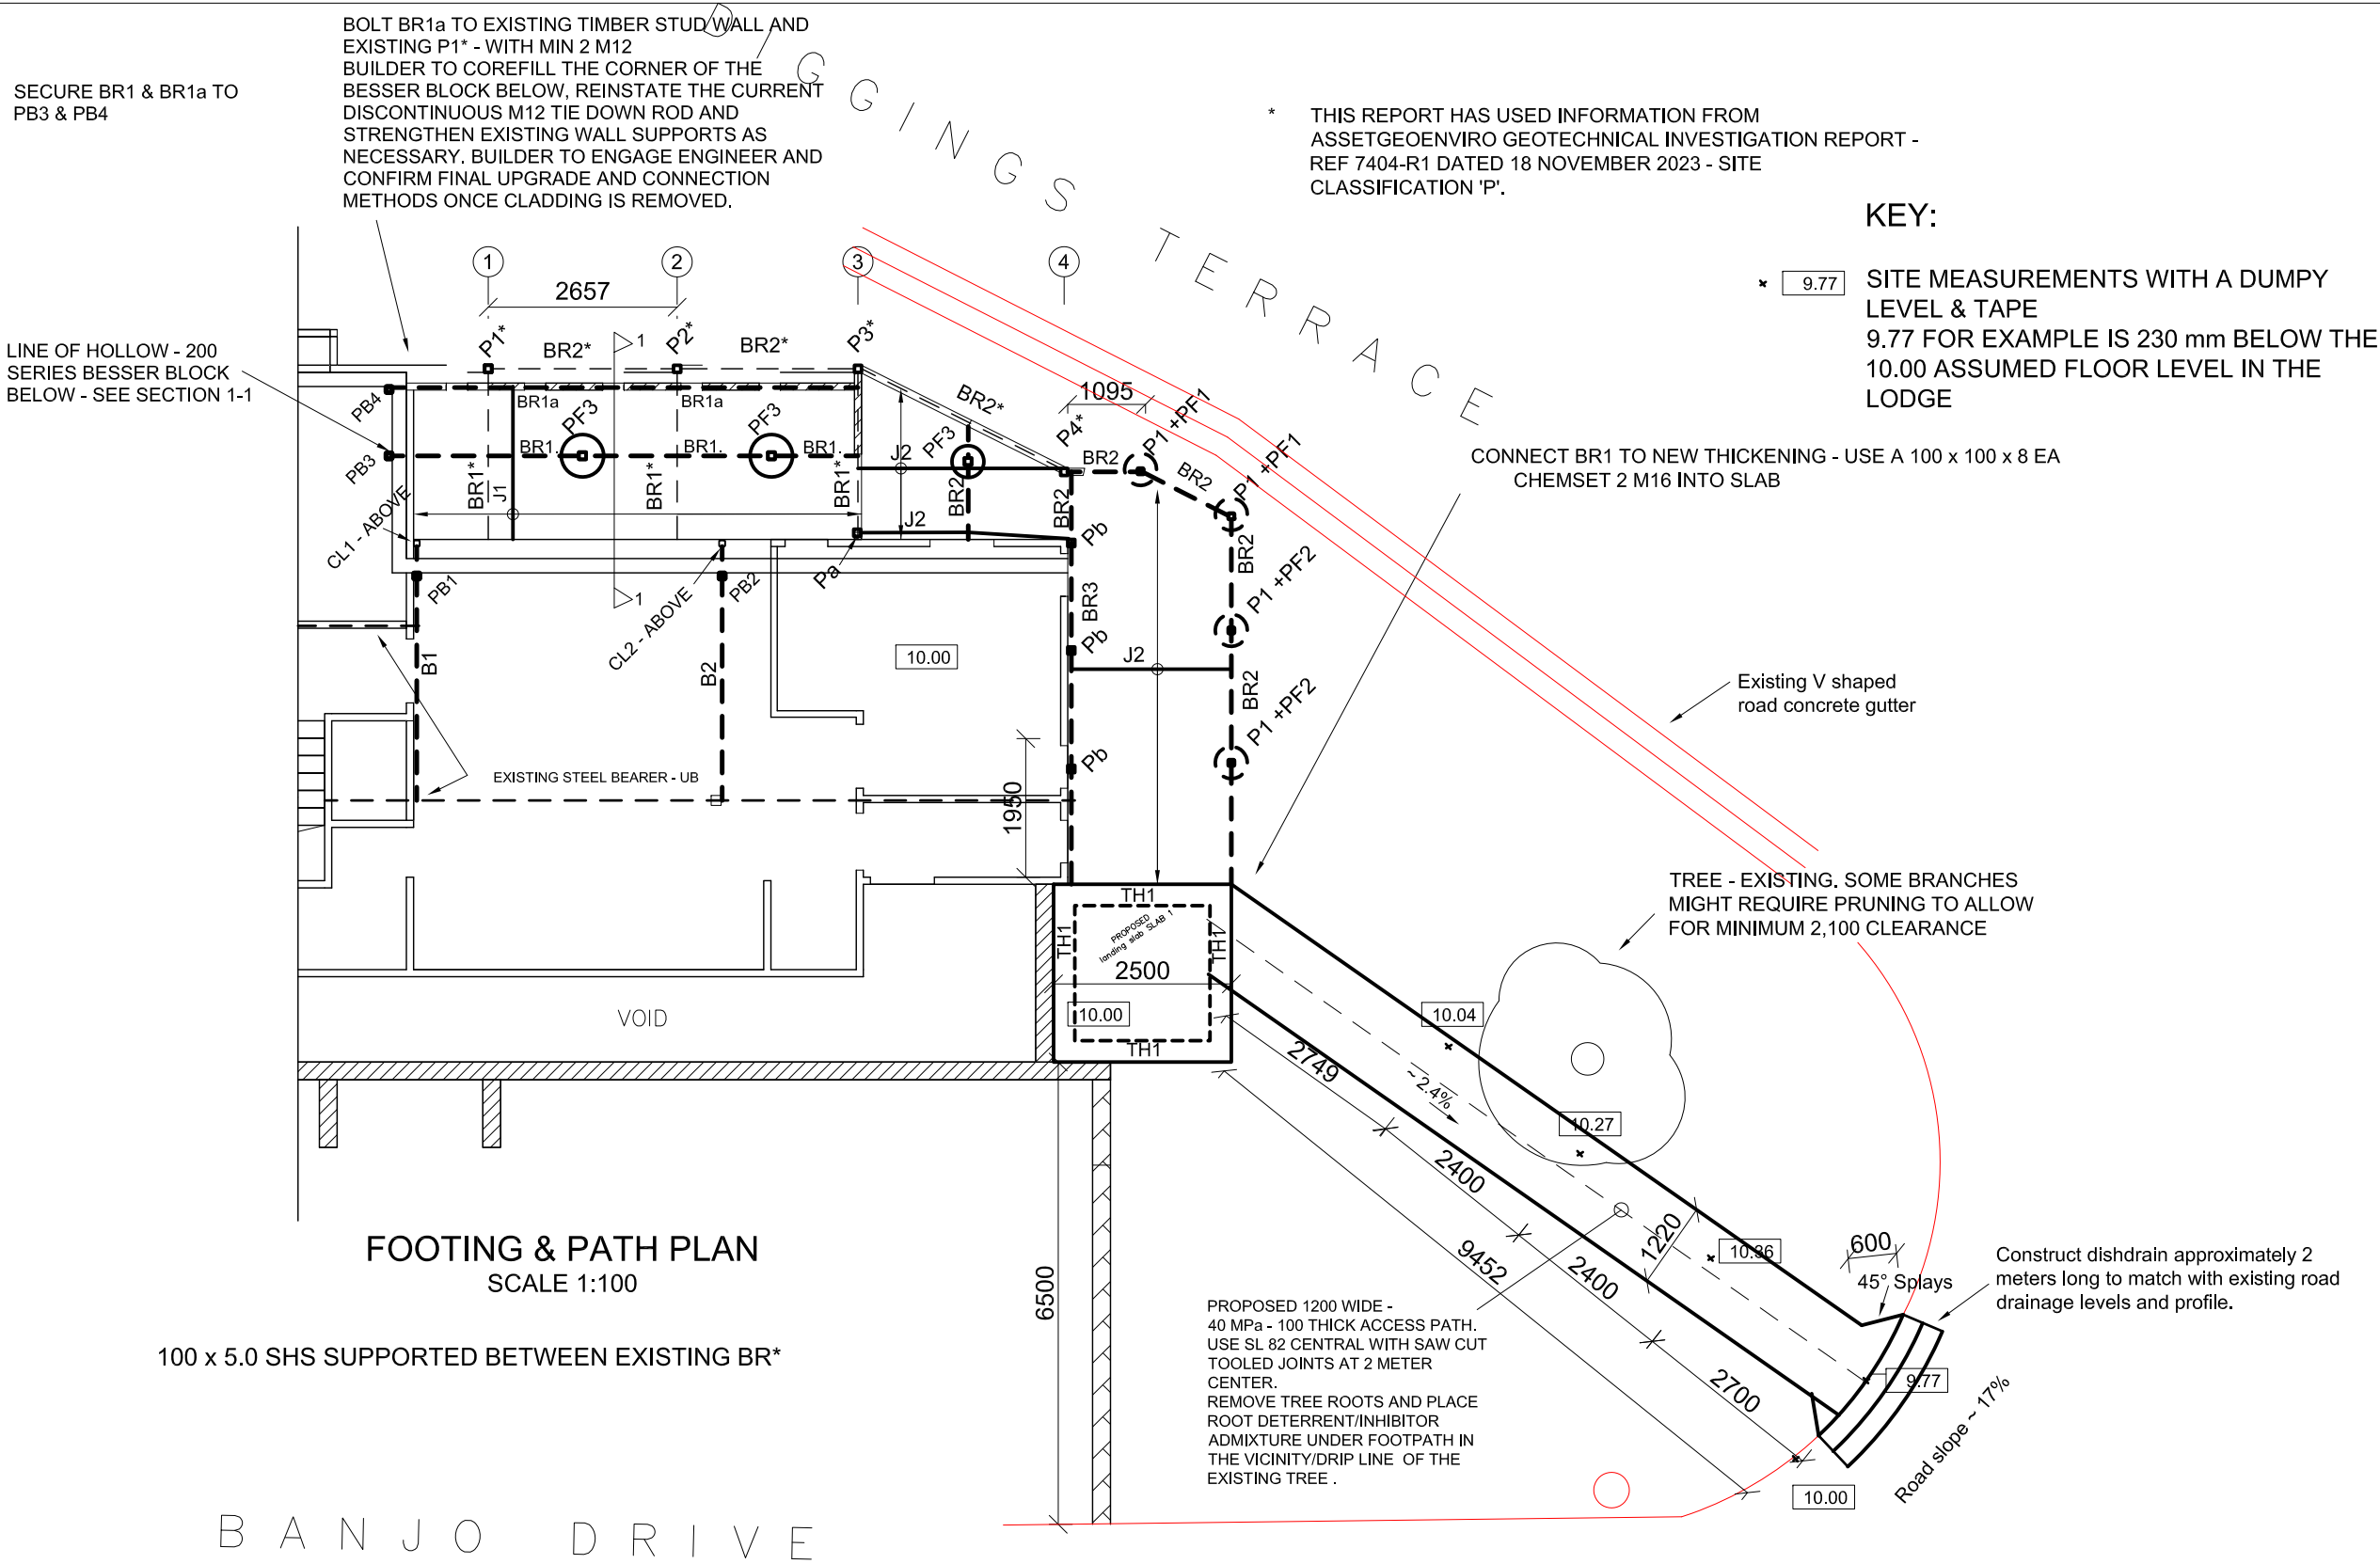 BOLT BR1a TO EXISTING TIMBER STUD WALL AND
EXISTING P1* - WITH MIN 2 M12
BUILDER TO COREFILL THE CORNER OF THE
BESSER BLOCK BELOW, REINSTATE THE CURRENT
DISCONTINUOUS M12 TIE DOWN ROD AND
STRENGTHEN EXISTING WALL SUPPORTS AS
NECESSARY. BUILDER TO ENGAGE ENGINEER AND
CONFIRM FINAL UPGRADE AND CONNECTION
METHODS ONCE CLADDING IS REMOVED.
SECURE BR1 & BR1a TO
PB3 & PB4
D I G G I N G S T E R R A C E
* THIS REPORT HAS USED INFORMATION FROM
ASSETGEOENVIRO GEOTECHNICAL INVESTIGATION REPORT -
REF 7404-R1 DATED 18 NOVEMBER 2023 - SITE
CLASSIFICATION 'P'.
KEY:
9.77
SITE MEASUREMENTS WITH A DUMPY
LEVEL & TAPE
9.77 FOR EXAMPLE IS 230 mm BELOW THE
10.00 ASSUMED FLOOR LEVEL IN THE
LODGE
1
2
3
4
2657
LINE OF HOLLOW - 200
SERIES BESSER BLOCK
BELOW - SEE SECTION 1-1
P1*
BR2*
1
P2*
BR2*
P3*
BR2*
1095
P4*
P1 +PF1
P1 +PF1
PB4
BR1a
BR1a
PF3
PF3
PF3
PB3
BR1.
BR1.
BR1.
BR1*
J1
BR1*
BR1*
J2
J2
BR2
BR2
BR2
BR2
BR2
CONNECT BR1 TO NEW THICKENING - USE A 100 x 100 x 8 EA
CHEMSET 2 M16 INTO SLAB
CL1 - ABOVE
PB1
1
CL2 - ABOVE
PB2
Pa
Pb
BR3
Pb
P1 +PF2
B1
B2
10.00
J2
BR2
P1 +PF2
Pb
Existing V shaped
road concrete gutter
EXISTING STEEL BEARER - UB
1950
TREE - EXISTING. SOME BRANCHES
MIGHT REQUIRE PRUNING TO ALLOW
FOR MINIMUM 2,100 CLEARANCE
TH1
TH1
PROPOSED
landing slab SLAB 1
TH1
2500
10.00
TH1
VOID
10.04
2749
~ 2.4%
10.27
2400
1220
10.36
600
45° Splays
Construct dishdrain approximately 2
meters long to match with existing road
drainage levels and profile.
9452
2400
2700
9.77
Road slope ~ 17%
10.00
6500
FOOTING & PATH PLAN
SCALE 1:100
100 x 5.0 SHS SUPPORTED BETWEEN EXISTING BR*
PROPOSED 1200 WIDE -
40 MPa - 100 THICK ACCESS PATH.
USE SL 82 CENTRAL WITH SAW CUT
TOOLED JOINTS AT 2 METER
CENTER.
REMOVE TREE ROOTS AND PLACE
ROOT DETERRENT/INHIBITOR
ADMIXTURE UNDER FOOTPATH IN
THE VICINITY/DRIP LINE OF THE
EXISTING TREE .
B A N J O D R I V E